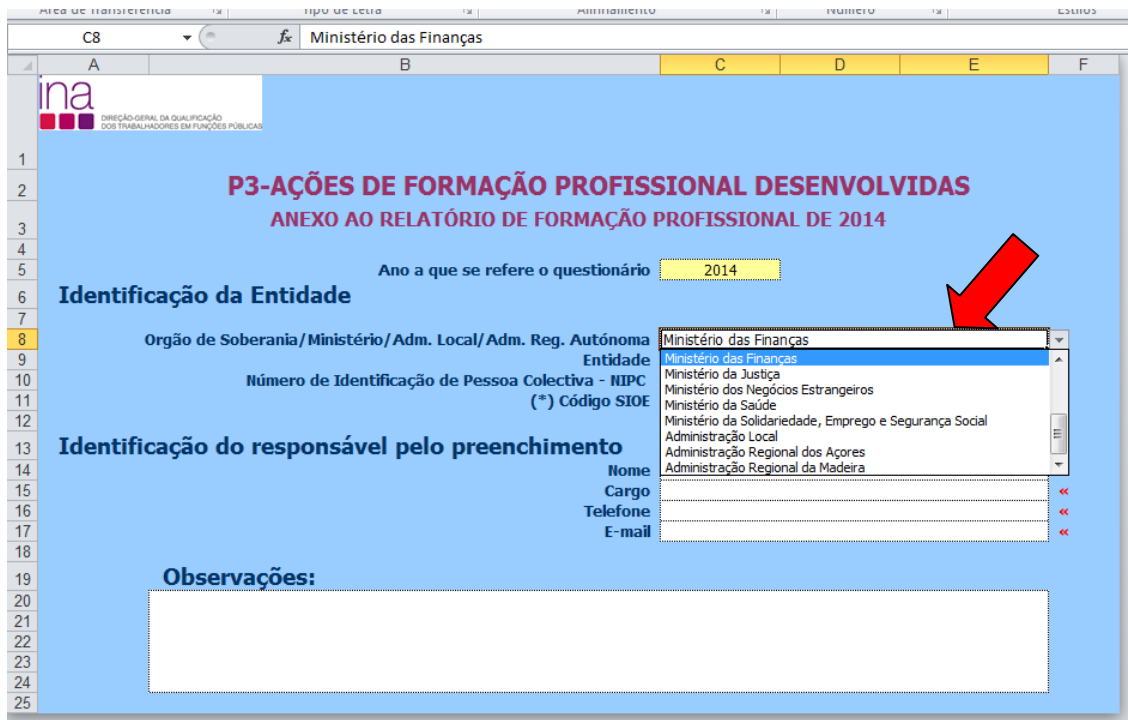 Área de Transferência Tipo de Letra Alinhamento Número Estilos
C8 fx Ministério das Finanças
A B C D E F
ina
DIREÇÃO-GERAL DA QUALIFICAÇÃO
DOS TRABALHADORES EM FUNÇÕES PÚBLICAS
1
2 P3-AÇÕES DE FORMAÇÃO PROFISSIONAL DESENVOLVIDAS
3 ANEXO AO RELATÓRIO DE FORMAÇÃO PROFISSIONAL DE 2014
4
5 Ano a que se refere o questionário 2014
6 Identificação da Entidade
7
8 Orgão de Soberania/Ministério/Adm. Local/Adm. Reg. Autónoma Ministério das Finanças
9 Entidade Ministério das Finanças
Ministério da Justiça
10 Número de Identificação de Pessoa Colectiva - NIPC Ministério dos Negócios Estrangeiros
11 (*) Código SIOE Ministério da Saúde
12 Ministério da Solidariedade, Emprego e Segurança Social
Administração Local
13 Identificação do responsável pelo preenchimento Administração Regional dos Açores
14 Nome Administração Regional da Madeira
15 Cargo «
16 Telefone «
17 E-mail «
18
19 Observações:
20
21
22
23
24
25